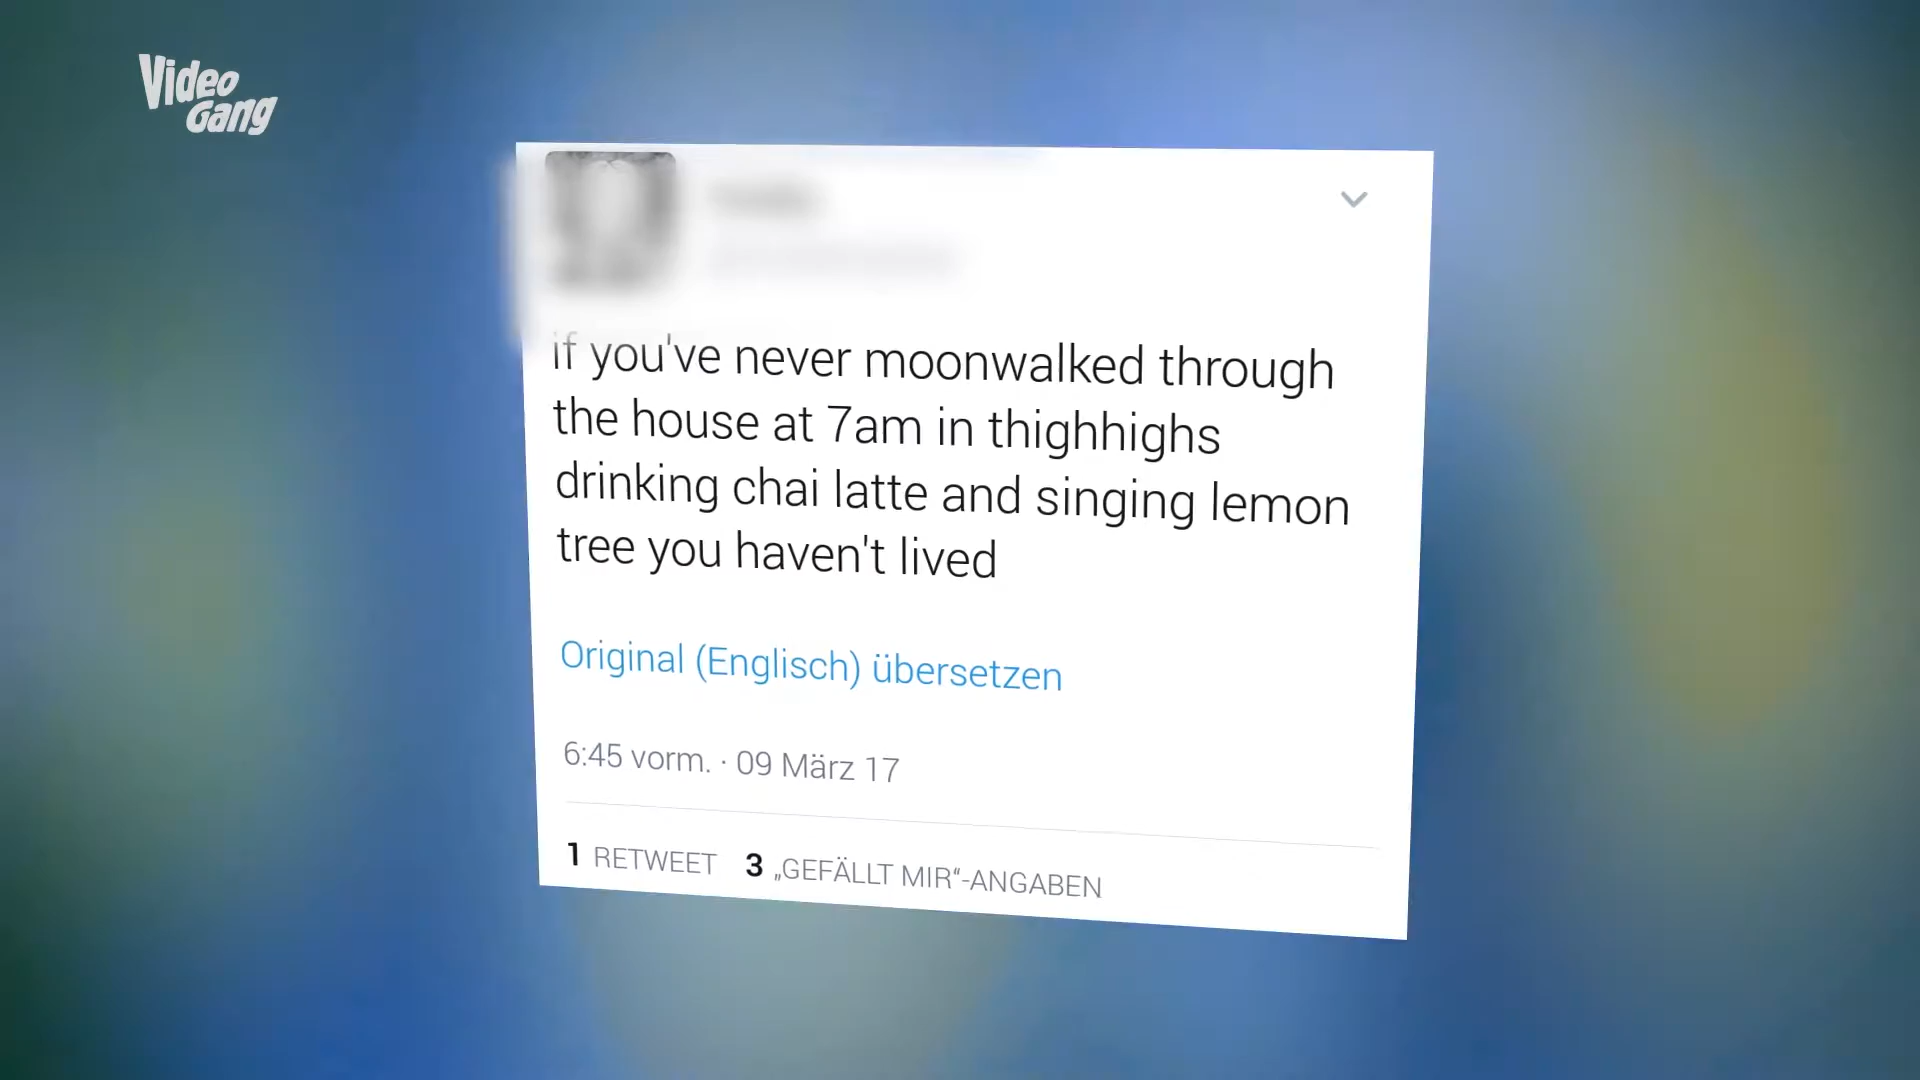 Video
Gang
if you've never moonwalked through
the house at 7am in thighhighs
drinking chai latte and singing lemon
tree you haven't lived
Original (Englisch) übersetzen
6:45 vorm. · 09 März 17
1 RETWEET 3 „GEFÄLLT MIR“-ANGABEN